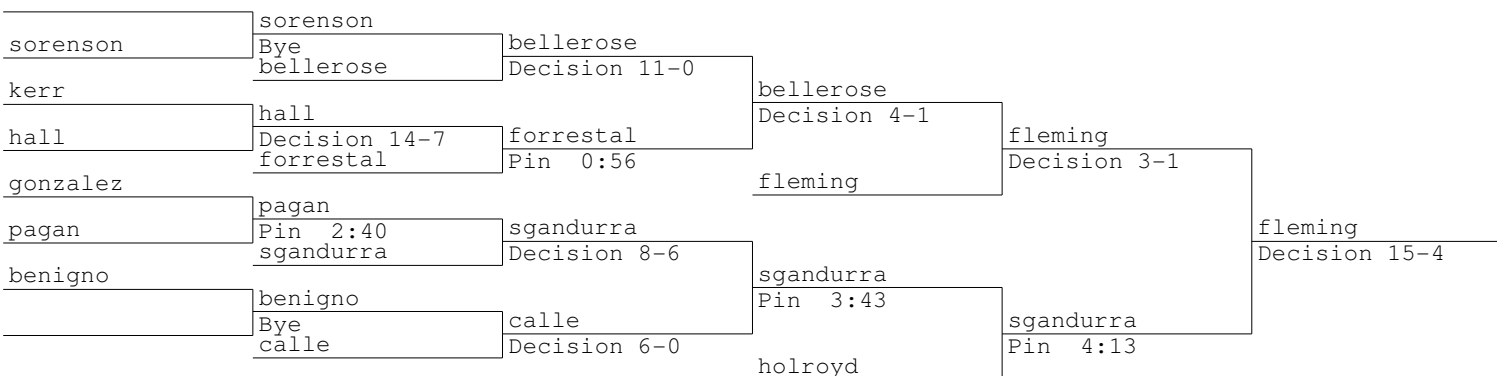 sorenson
sorenson
Bye
bellerose
bellerose
Decision 11-0
kerr
hall
hall
Decision 14-7
forrestal
forrestal
Pin 0:56
bellerose
Decision 4-1
fleming
fleming
Decision 3-1
gonzalez
pagan
pagan
Pin 2:40
sgandurra
sgandurra
Decision 8-6
benigno
benigno
Bye
calle
calle
Decision 6-0
sgandurra
Pin 3:43
holroyd
sgandurra
Pin 4:13
fleming
Decision 15-4